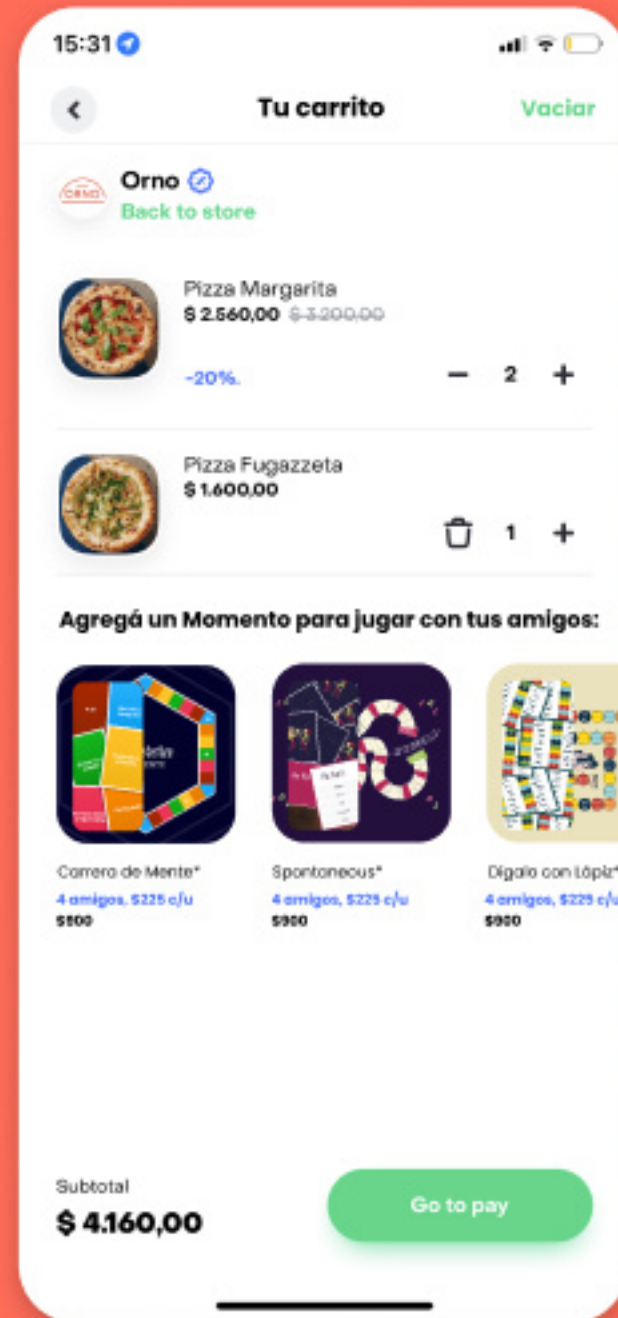 15:31
Tu carrito
Vaciar
ORNO
Orno
Back to store
Pizza Margarita
$ 2.560,00 $ 3.200,00
-20%.
2
Pizza Fugazzeta
$ 1.600,00
1
Agregá un Momento para jugar con tus amigos:
Carrera de Mente*
4 amigos, $225 c/u
$900
Spontaneous*
4 amigos, $225 c/u
$900
Dígalo con Lápiz*
4 amigos, $225 c/u
$900
Subtotal
$ 4.160,00
Go to pay